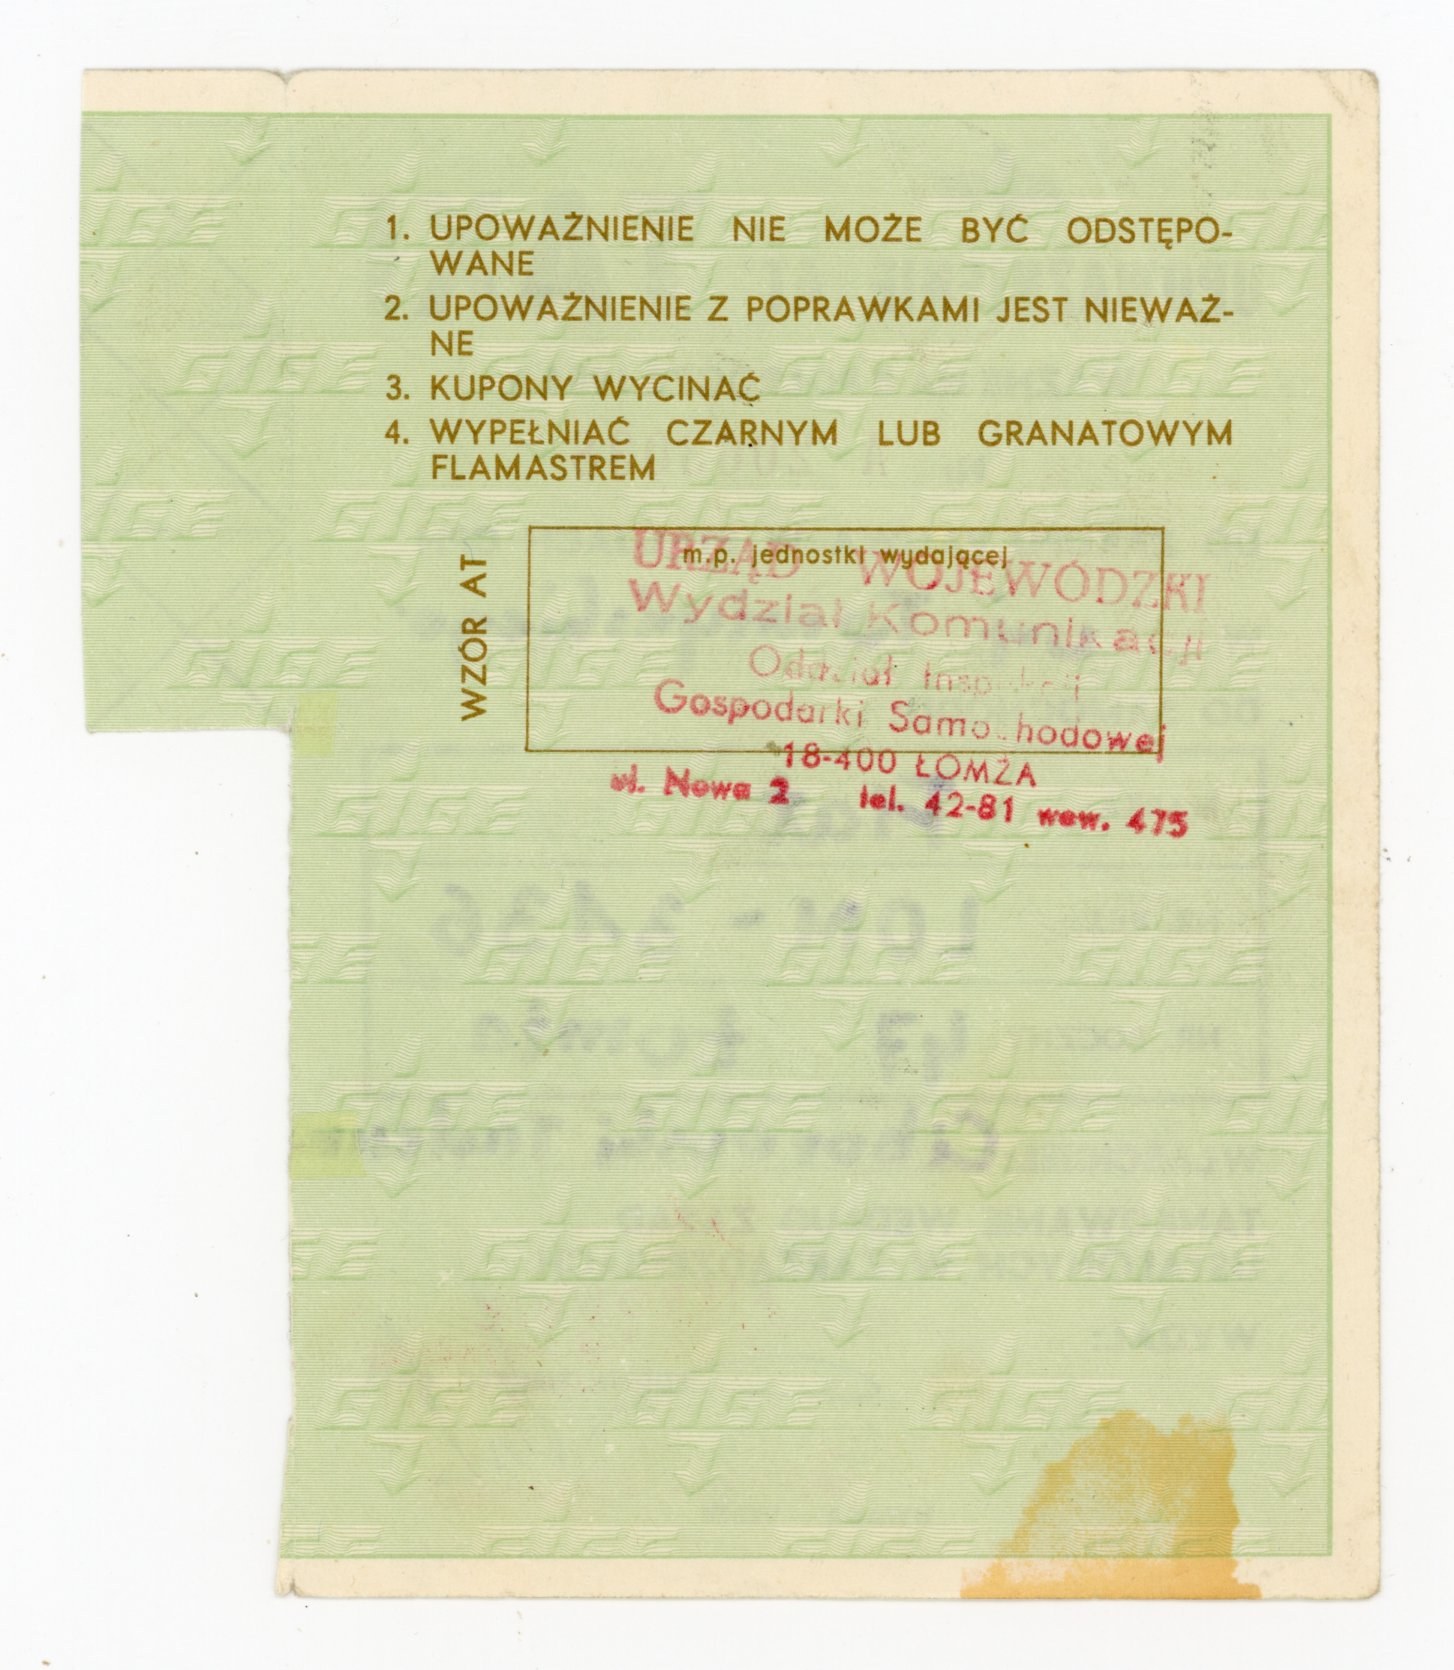 1. UPOWAŻNIENIE NIE MOŻE BYĆ ODSTĘPO-
WANE
2. UPOWAŻNIENIE Z POPRAWKAMI JEST NIEWAŻ-
NE
3. KUPONY WYCINAĆ
4. WYPEŁNIAĆ CZARNYM LUB GRANATOWYM
FLAMASTREM
WZÓR AT
m.p. jednostki wydającej
URZĄD WOJEWÓDZKI
Wydział Komunikacji
Oddział Inspekcji
Gospodarki Samochodowej
18-400 ŁOMŻA
ul. Nowa 2 tel. 42-81 wew. 475